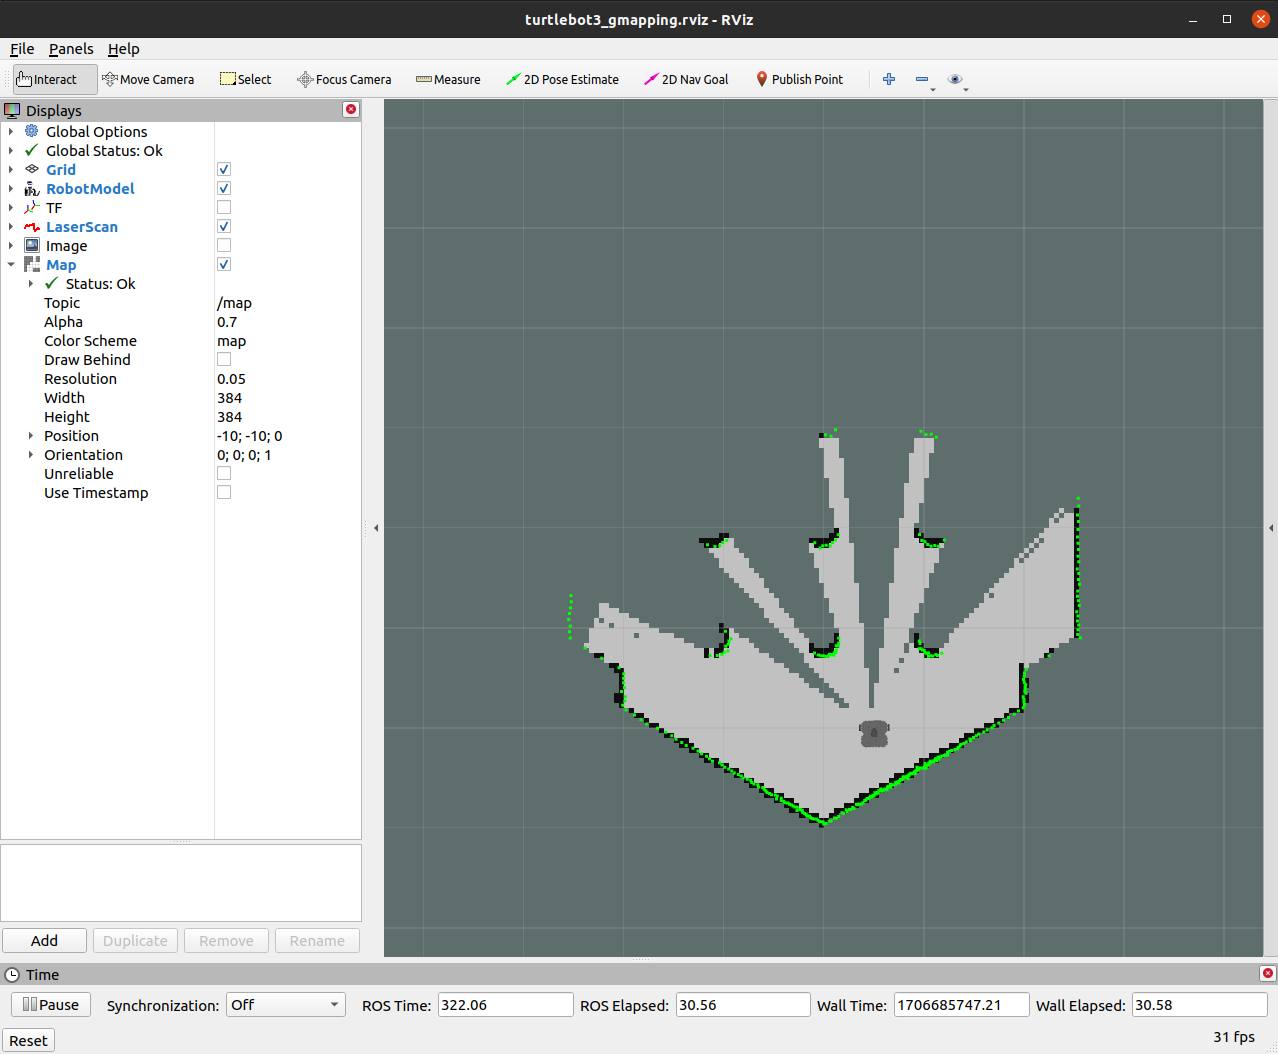 turtlebot3_gmapping.rviz - RViz
File Panels Help
Interact Move Camera Select Focus Camera Measure 2D Pose Estimate 2D Nav Goal Publish Point
Displays
Global Options
Global Status: Ok
Grid
RobotModel
TF
LaserScan
Image
Map
Status: Ok
Topic /map
Alpha 0.7
Color Scheme map
Draw Behind
Resolution 0.05
Width 384
Height 384
Position -10; -10; 0
Orientation 0; 0; 0; 1
Unreliable
Use Timestamp
Add Duplicate Remove Rename
Time
Pause Synchronization: Off ROS Time: 322.06 ROS Elapsed: 30.56 Wall Time: 1706685747.21 Wall Elapsed: 30.58
Reset 31 fps